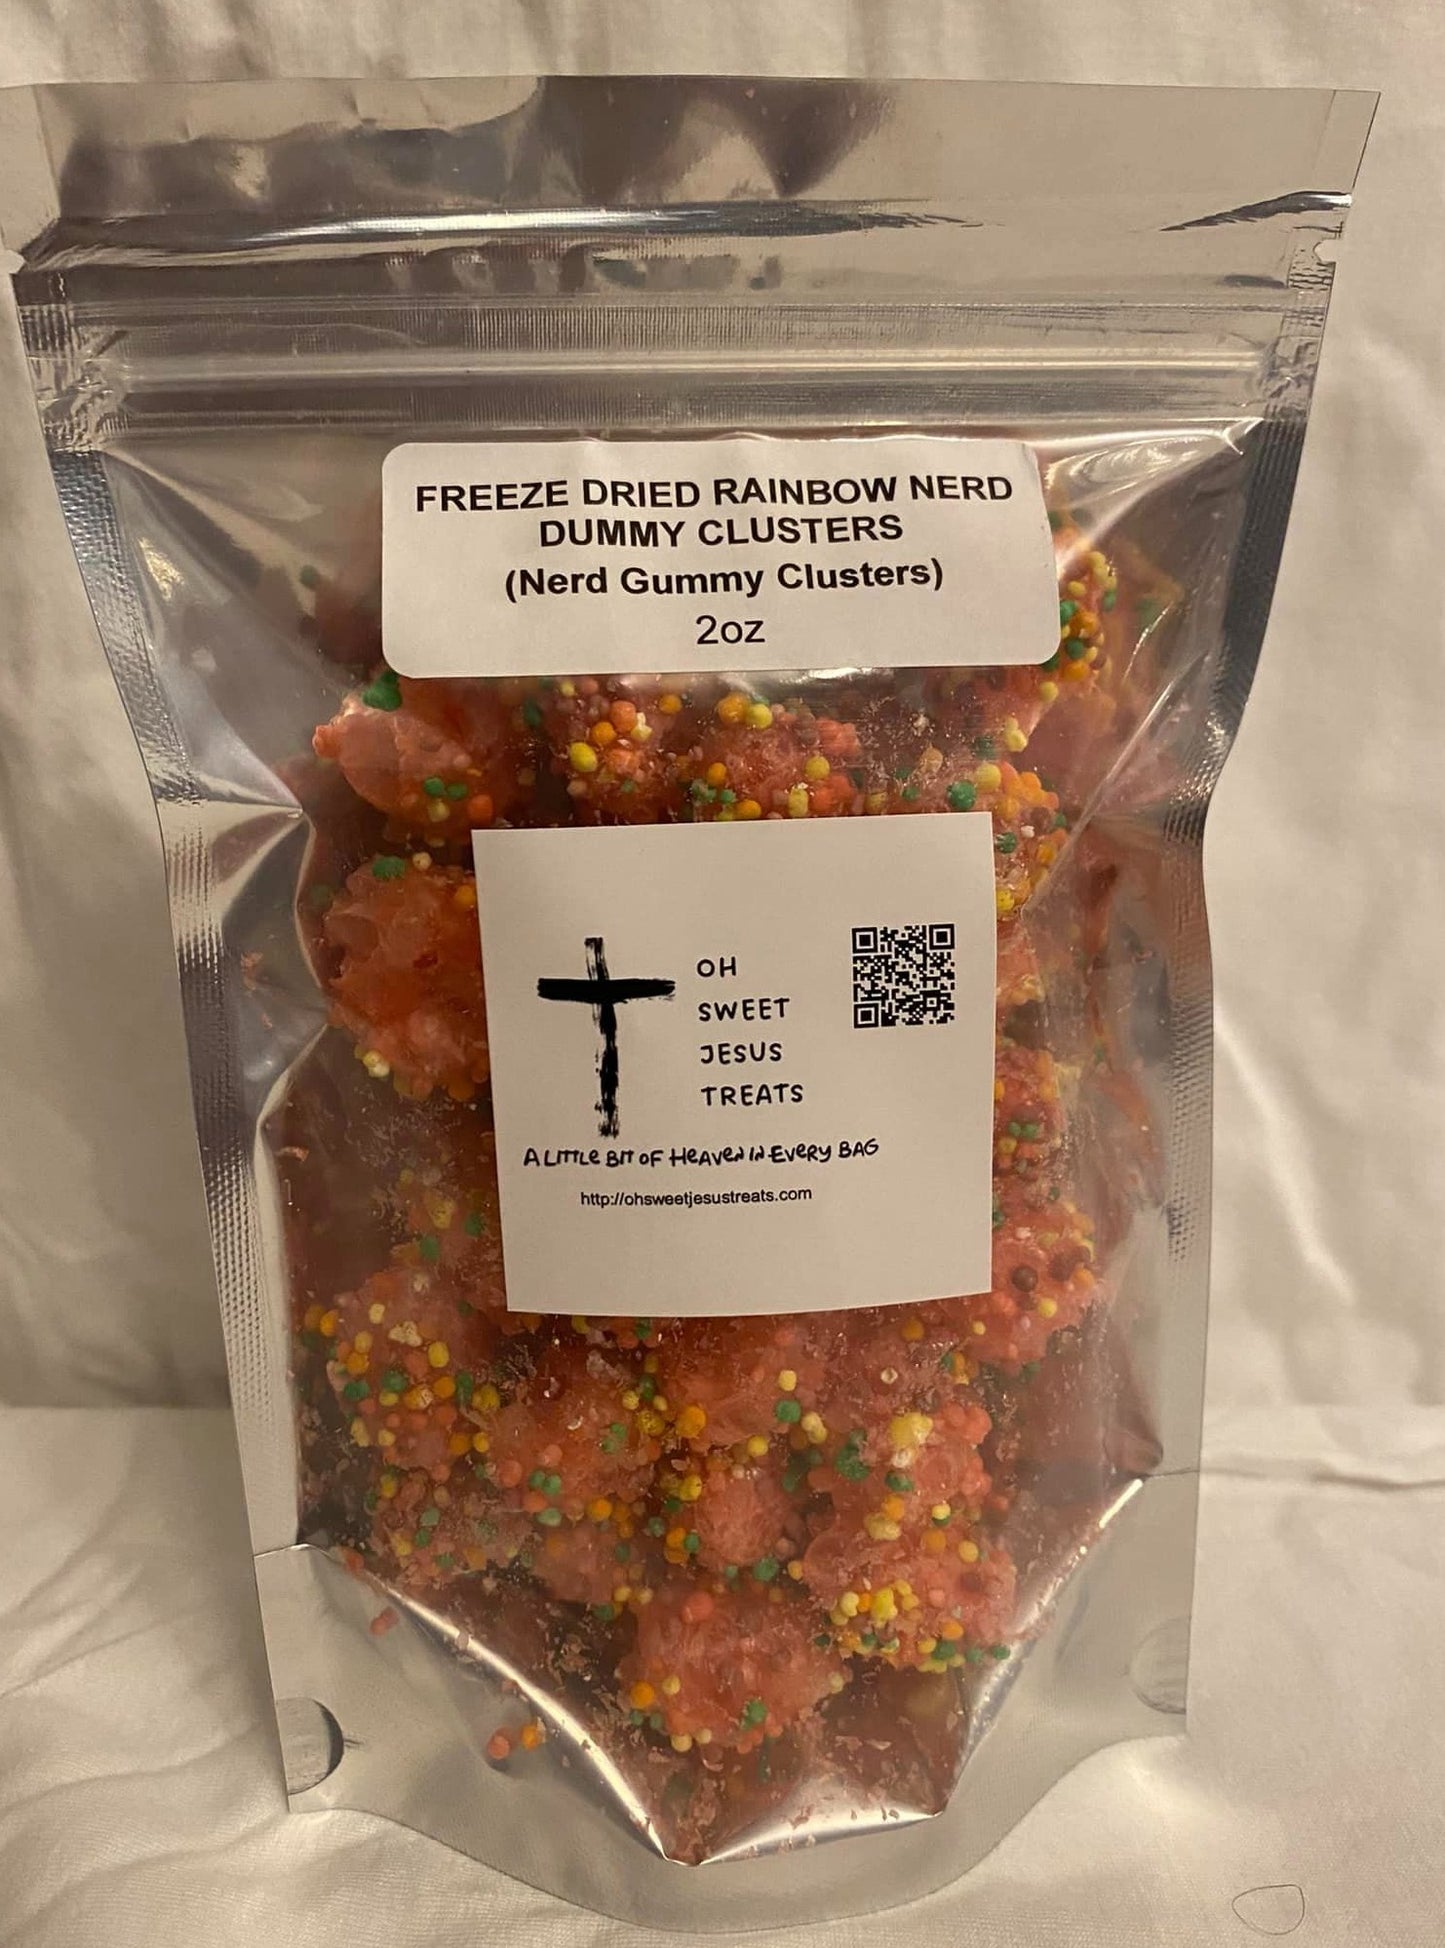 FREEZE DRIED RAINBOW NERD
DUMMY CLUSTERS
(Nerd Gummy Clusters)
2oz
OH
SWEET
JESUS
TREATS
A LITTLE BIT OF HEAVEN IN EVERY BAG
http://ohsweetjesustreats.com